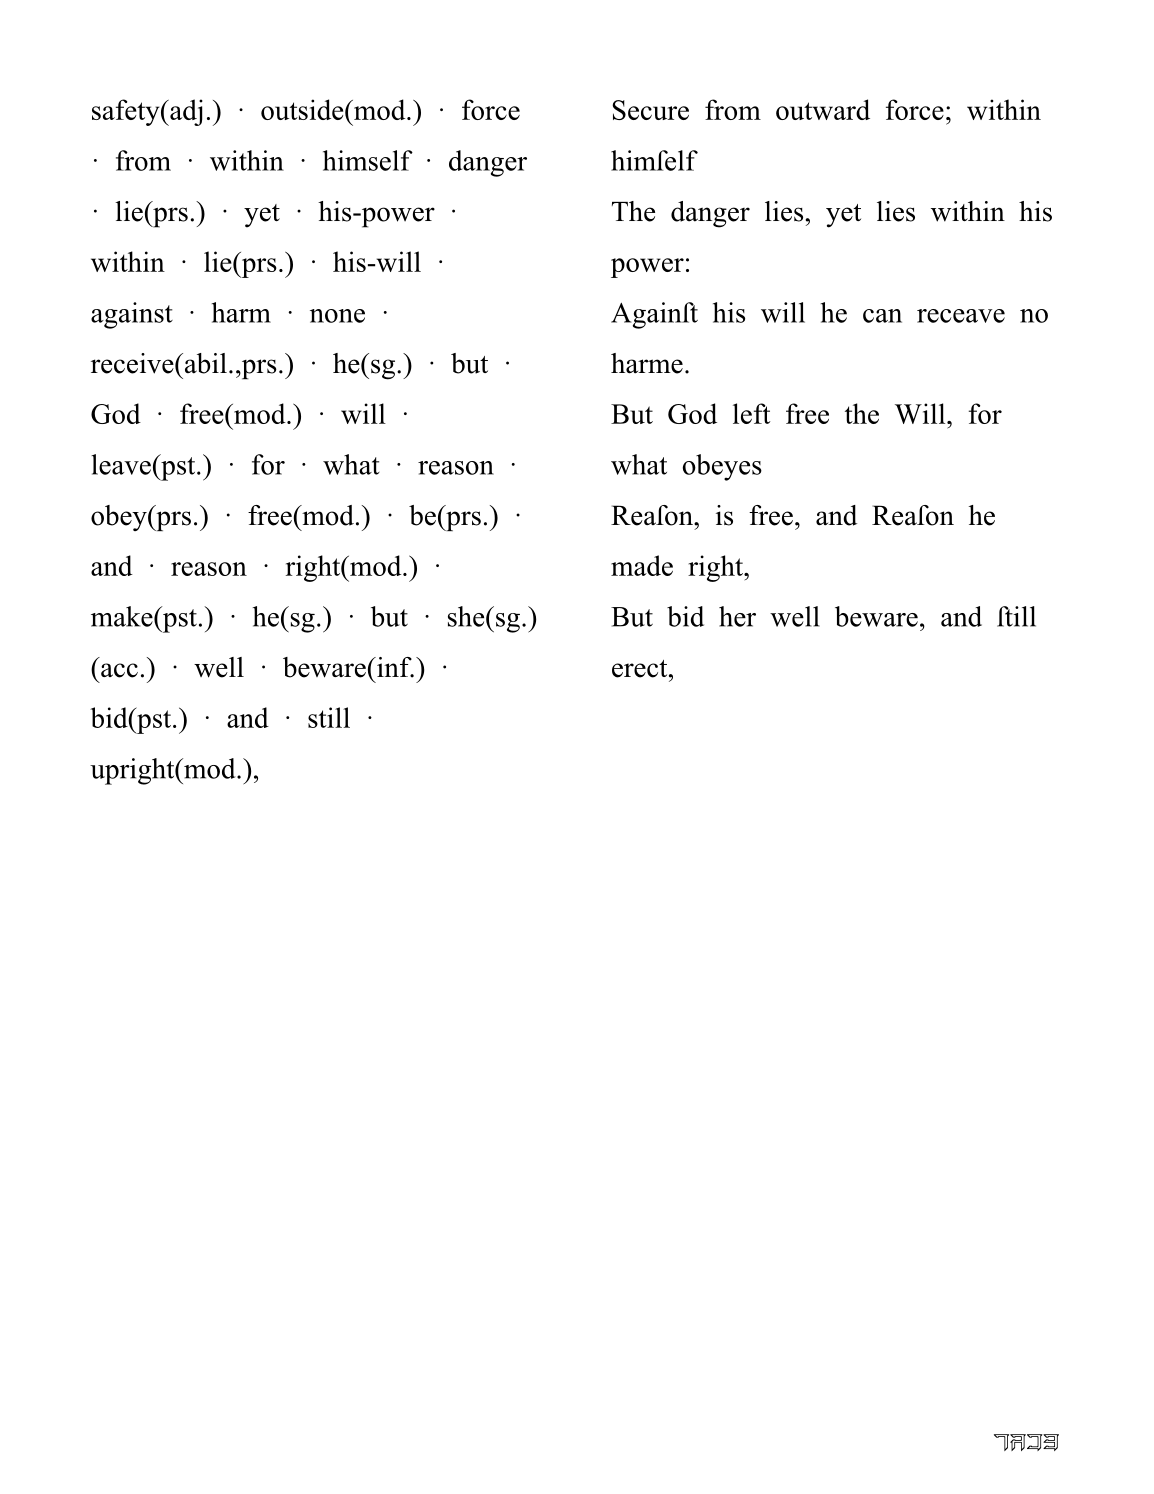 safety(adj.) · outside(mod.) · force
· from · within · himself · danger
· lie(prs.) · yet · his-power ·
within · lie(prs.) · his-will ·
against · harm · none ·
receive(abil.,prs.) · he(sg.) · but ·
God · free(mod.) · will ·
leave(pst.) · for · what · reason ·
obey(prs.) · free(mod.) · be(prs.) ·
and · reason · right(mod.) ·
make(pst.) · he(sg.) · but · she(sg.)
(acc.) · well · beware(inf.) ·
bid(pst.) · and · still ·
upright(mod.),
Secure from outward force; within
himſelf
The danger lies, yet lies within his
power:
Againſt his will he can receave no
harme.
But God left free the Will, for
what obeyes
Reaſon, is free, and Reaſon he
made right,
But bid her well beware, and ſtill
erect,